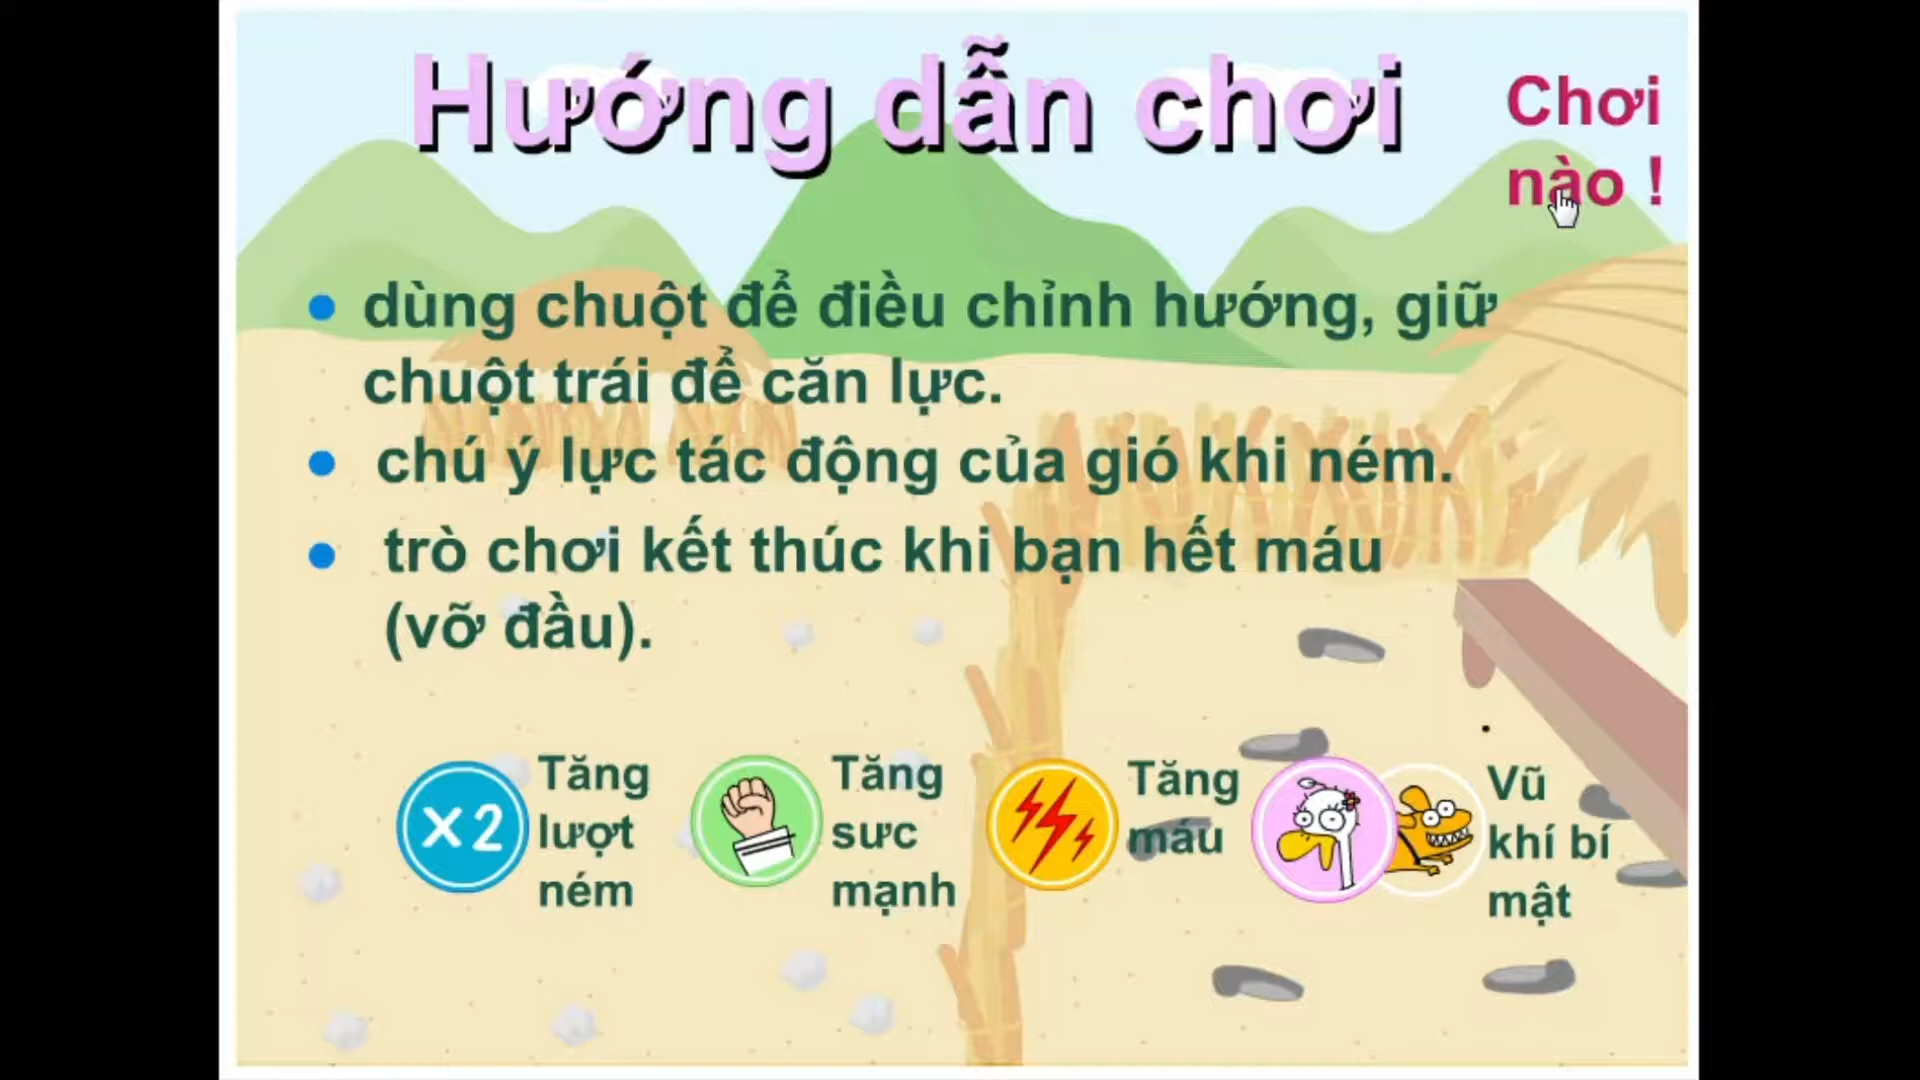 Hướng dẫn chơi
Chơi
nào !
dùng chuột để điều chỉnh hướng, giữ
chuột trái để căn lực.
chú ý lực tác động của gió khi ném.
trò chơi kết thúc khi bạn hết máu
(vỡ đầu).
×2
Tăng
lượt
ném
Tăng
sưc
mạnh
Tăng
máu
Vũ
khí bí
mật